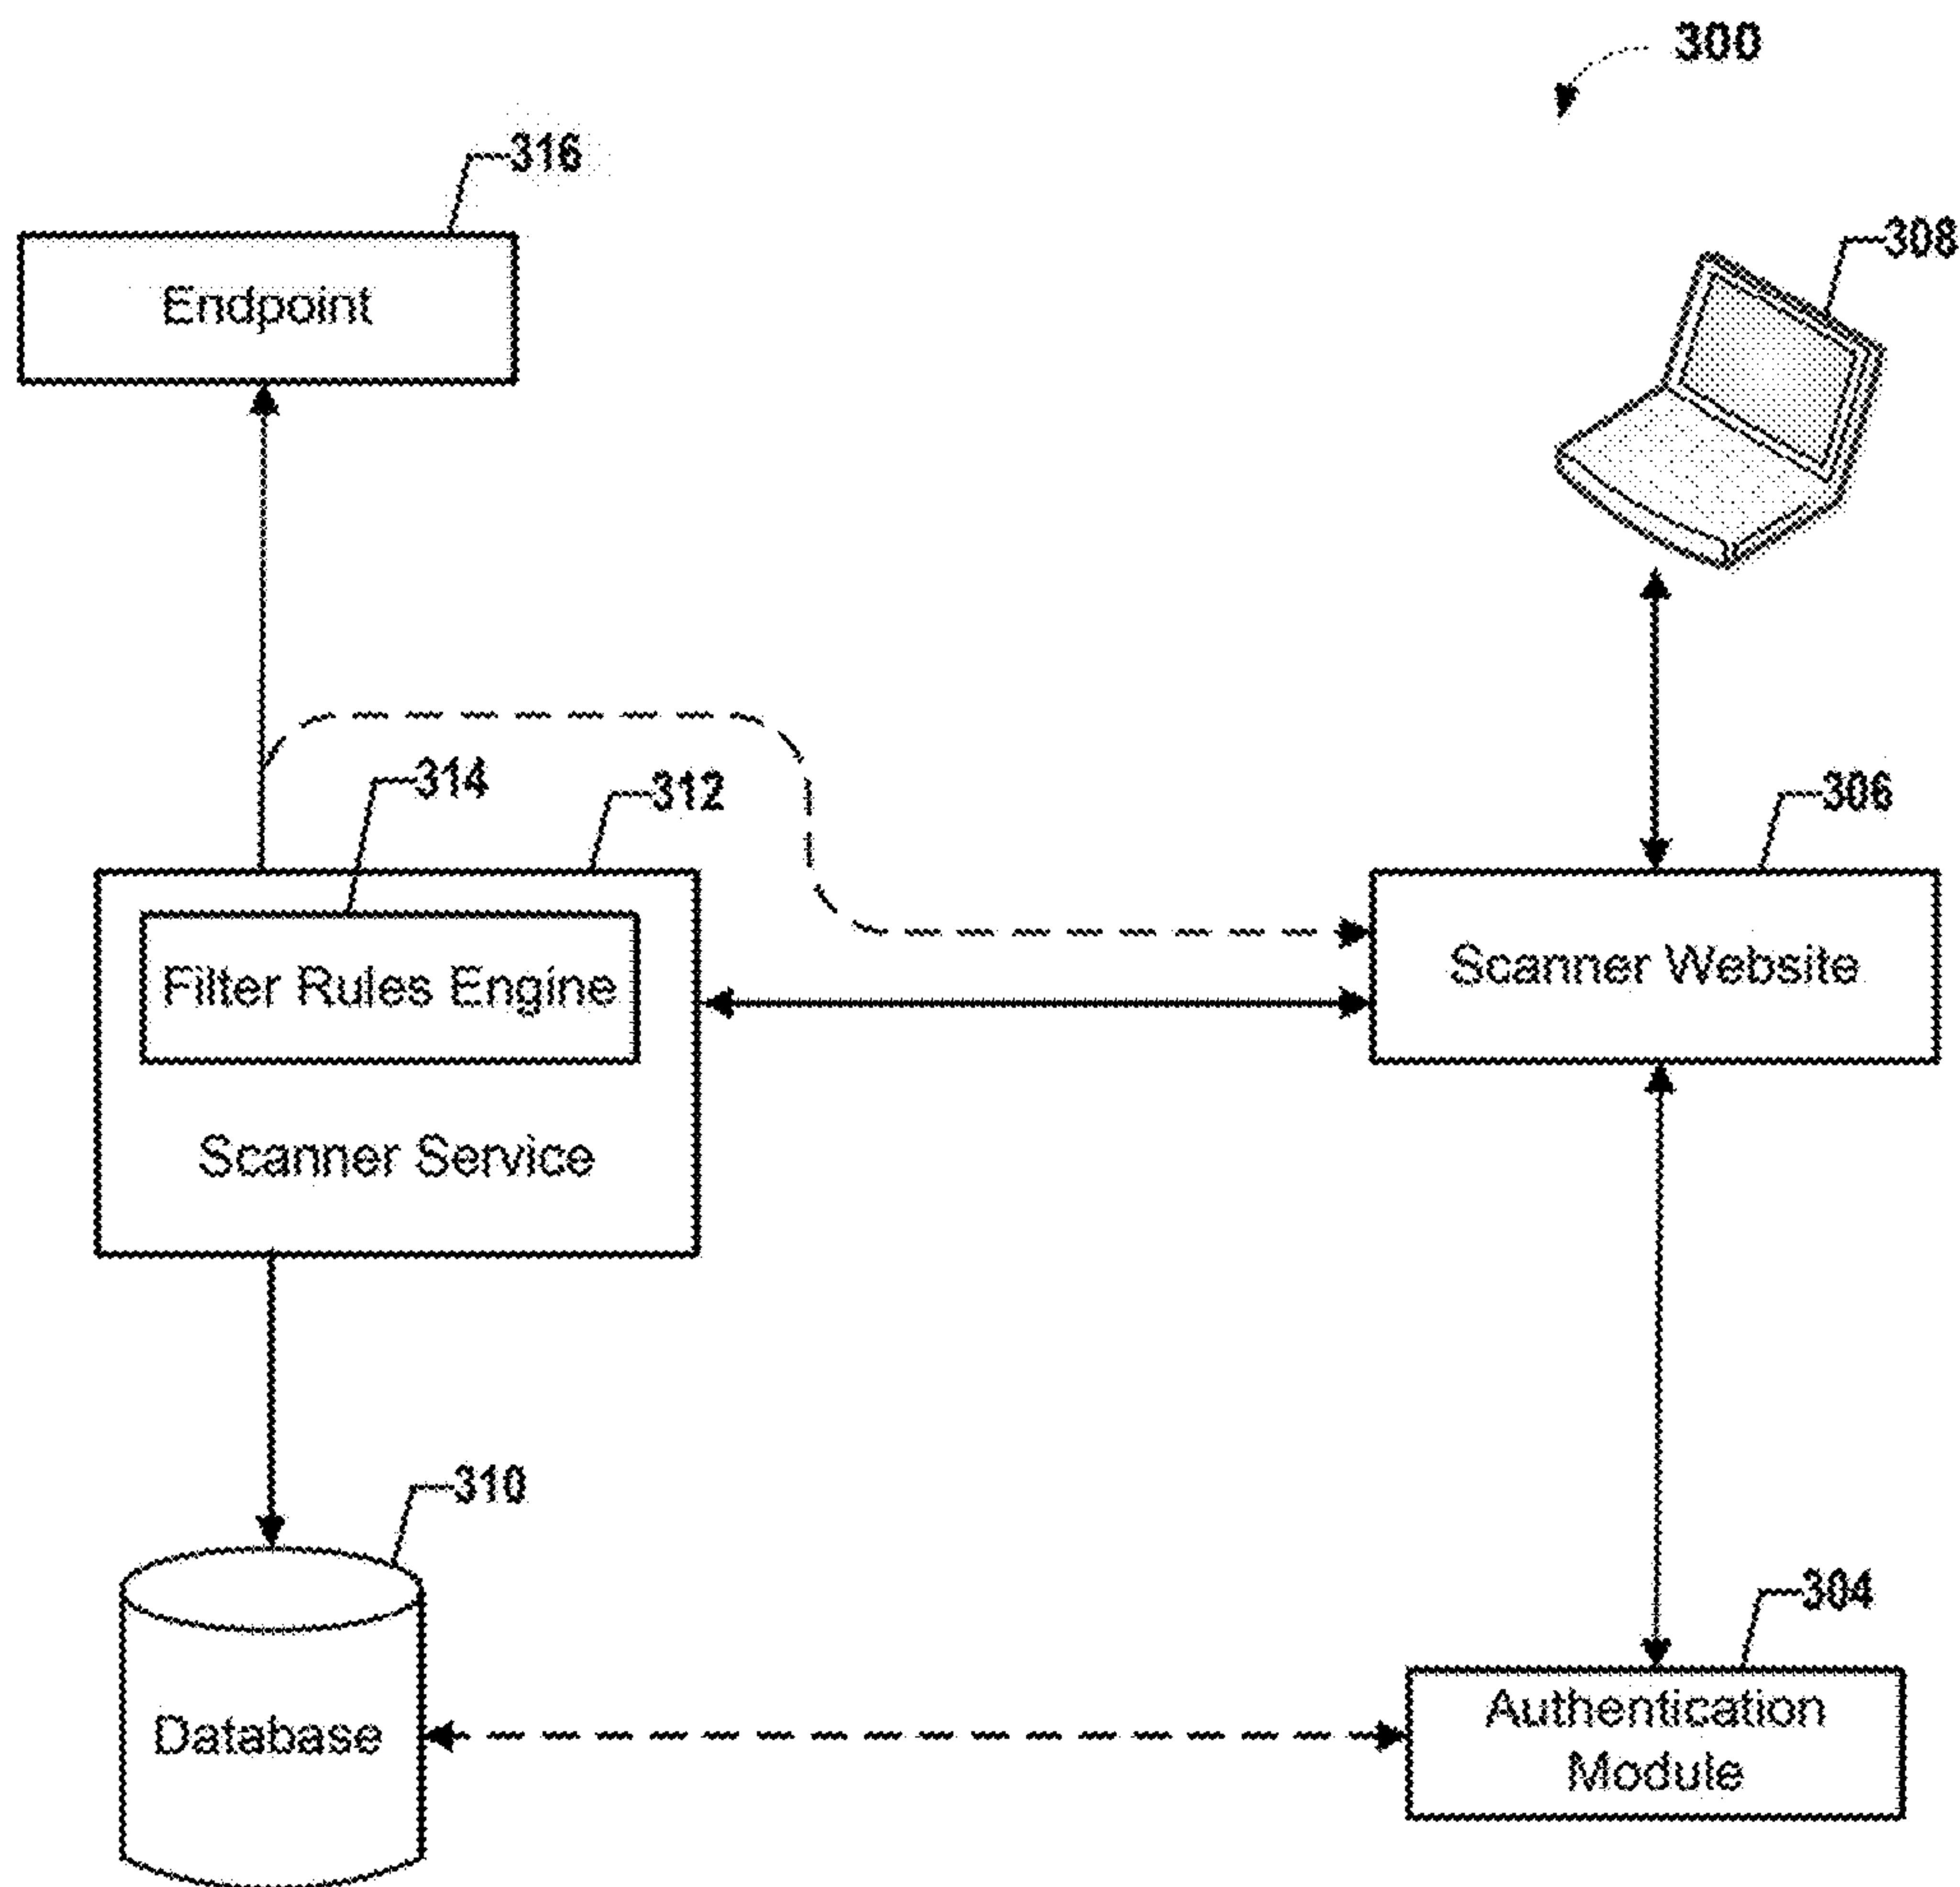 300
316
Endpoint
308
314
312
306
Filter Rules Engine
Scanner Website
Scanner Service
310
304
Database
Authentication
Module